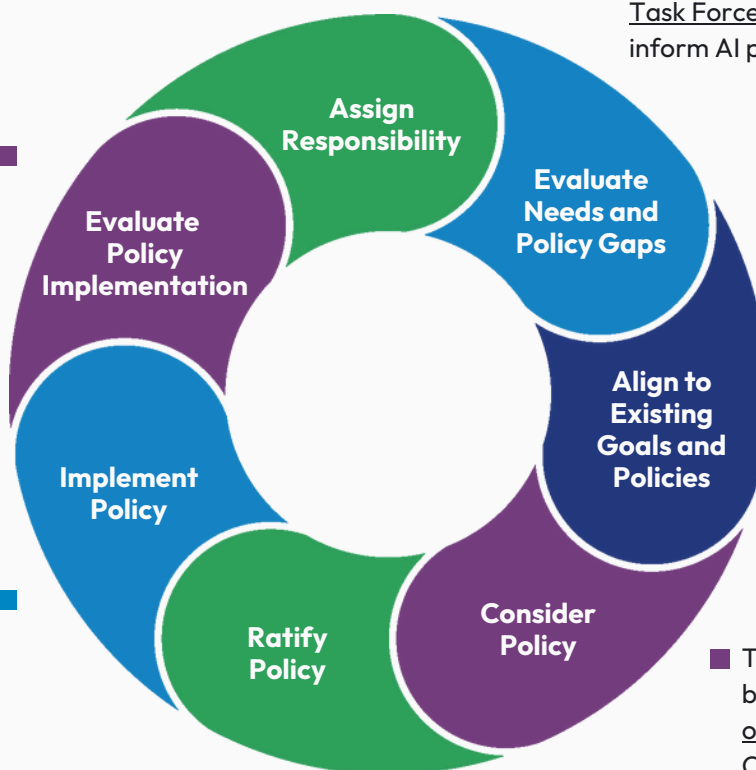 Task Force
inform AI
Assign
Responsibility
Evaluate
Needs and
Policy Gaps
Align to
Existing
Goals and
Policies
Consider
Policy
Ratify
Policy
Implement
Policy
Evaluate
Policy
Implementation